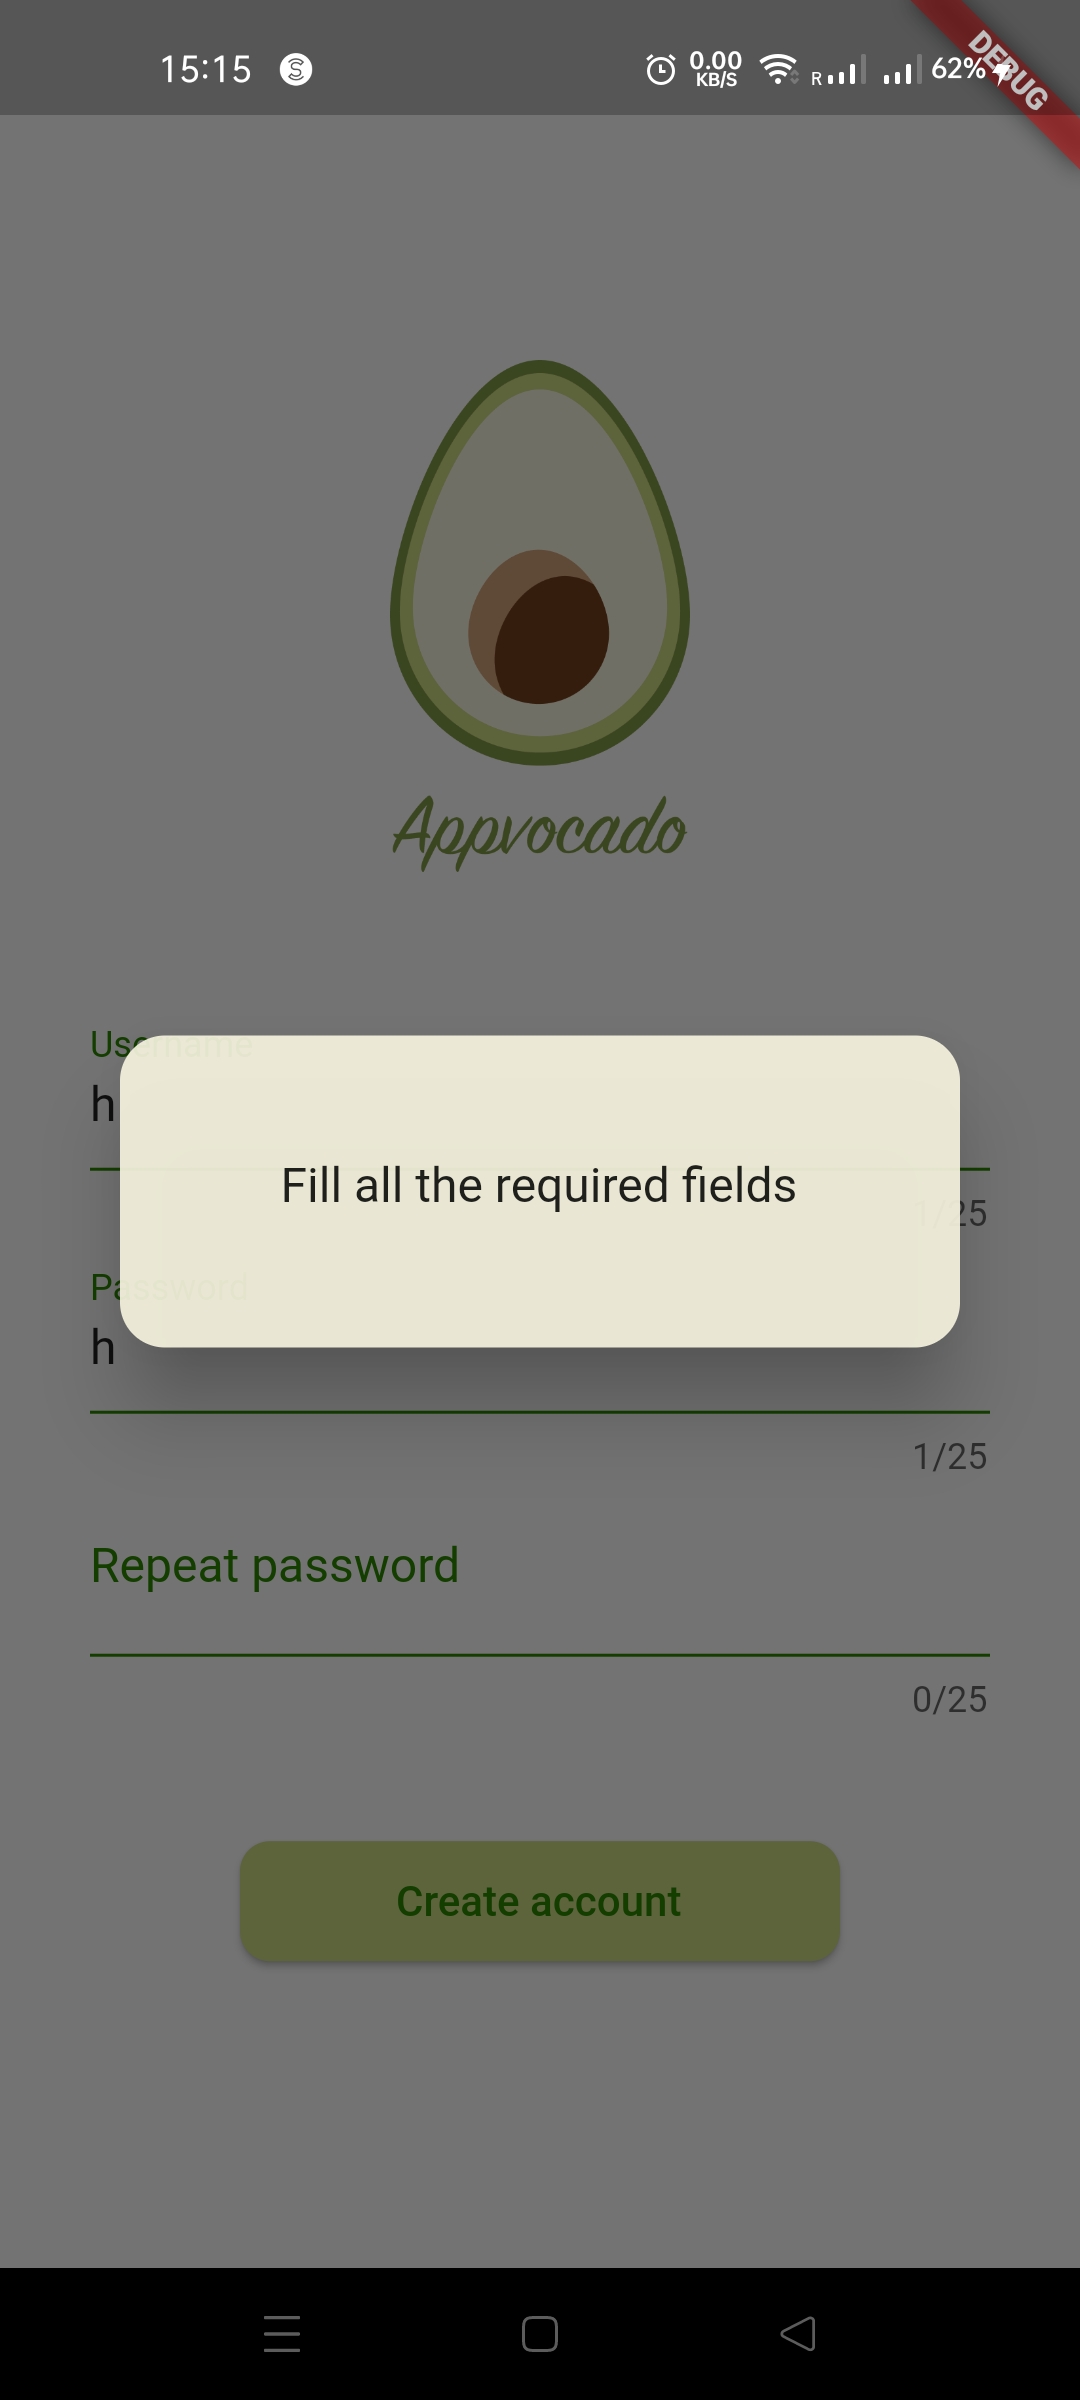 15:15 S 0.00 KB/S R 62%
DEBUG
Appvocado
Username
h
Fill all the required fields
1/25
Password
h
1/25
Repeat password
0/25
Create account